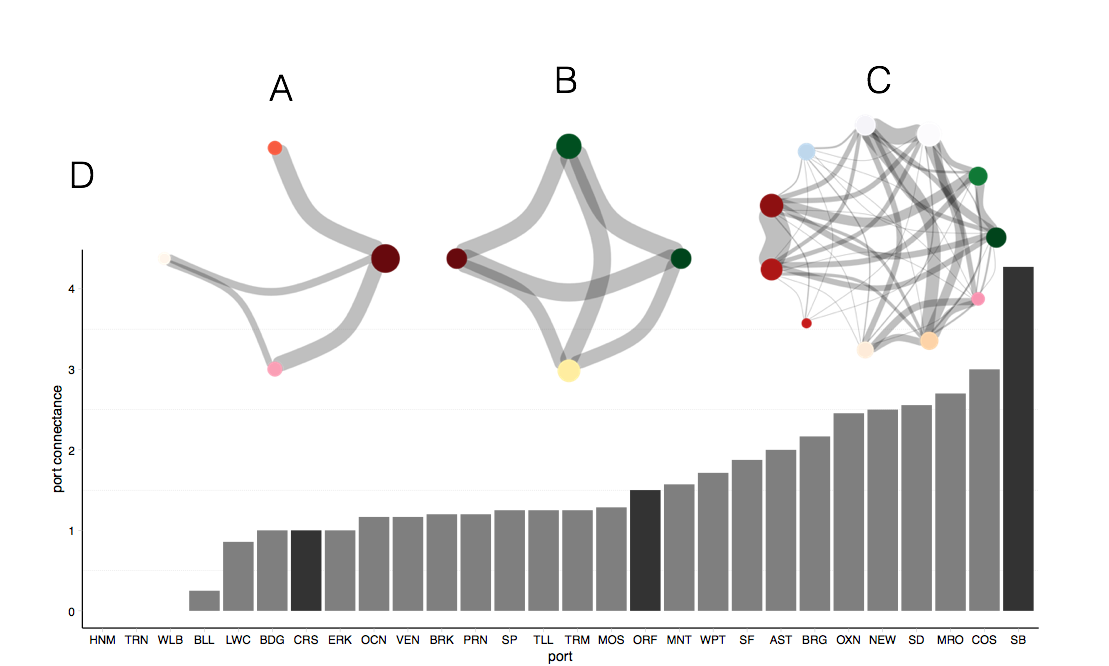 A
B
C
D
4
3
2
1
0
port connectance
HNM TRN WLB BLL LWC BDG CRS ERK OCN VEN BRK PRN SP TLL TRM MOS ORF MNT WPT SF AST BRG OXN NEW SD MRO COS SB
port